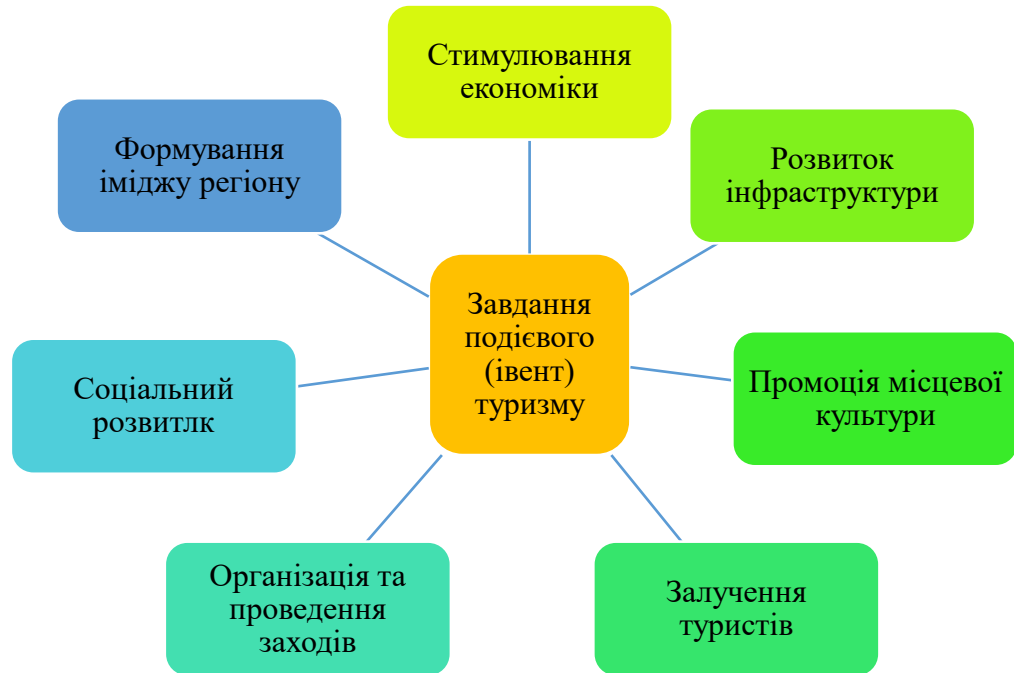 Стимулювання
економіки
Формування
іміджу регіону
Розвиток
інфраструктури
Завдання
подієвого
(івент)
туризму
Соціальний
розвитлк
Промоція місцевої
культури
Організація та
проведення
заходів
Залучення
туристів